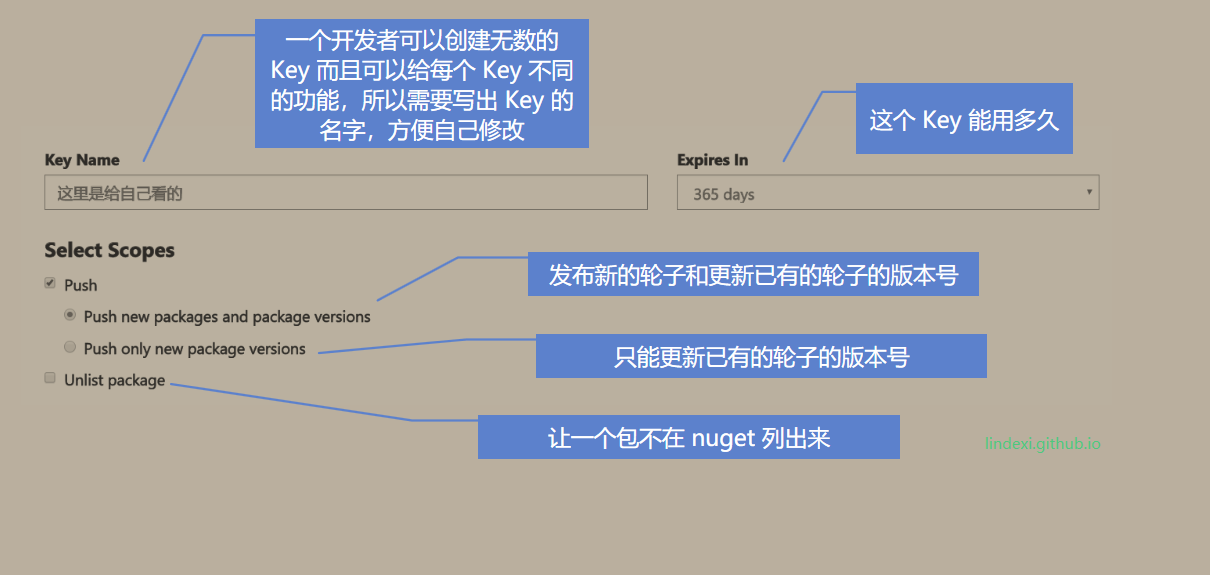 一个开发者可以创建无数的
Key 而且可以给每个 Key 不同
的功能，所以需要写出 Key 的
名字，方便自己修改
这个 Key 能用多久
Key Name
Expires In
这里是给自己看的
365 days
Select Scopes
发布新的轮子和更新已有的轮子的版本号
Push
Push new packages and package versions
Push only new package versions
只能更新已有的轮子的版本号
Unlist package
让一个包不在 nuget 列出来
lindexi.github.io